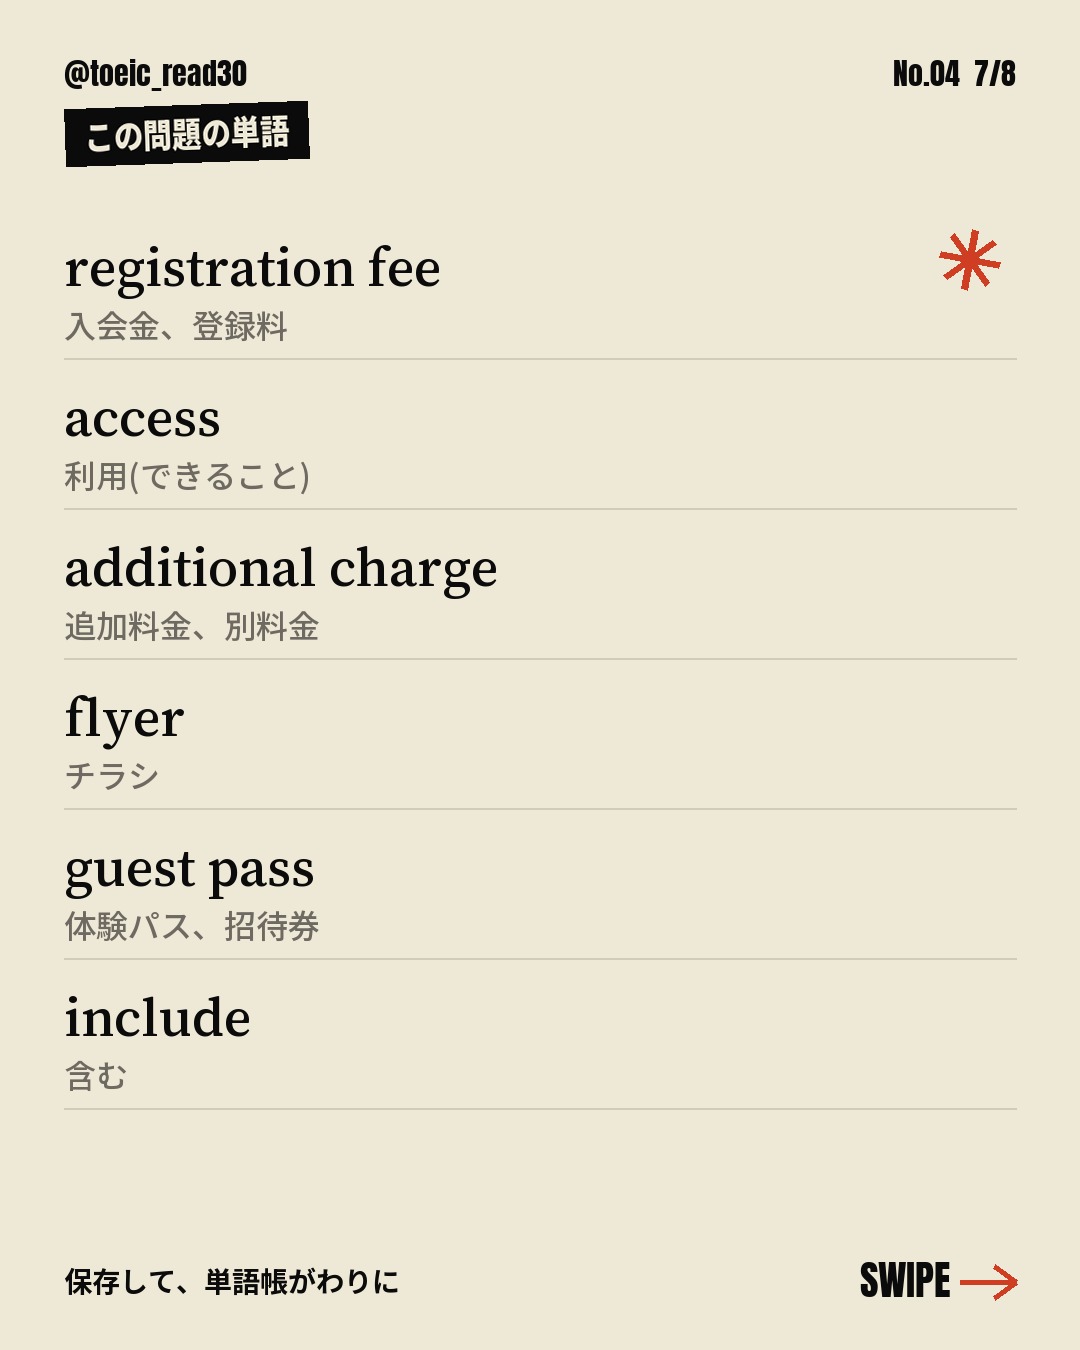 @toeic_read30
No.04 7/8
この問題の単語
registration fee
入会金、登録料
access
利用(できること)
additional charge
追加料金、別料金
flyer
チラシ
guest pass
体験パス、招待券
include
含む
保存して、単語帳がわりに
SWIPE